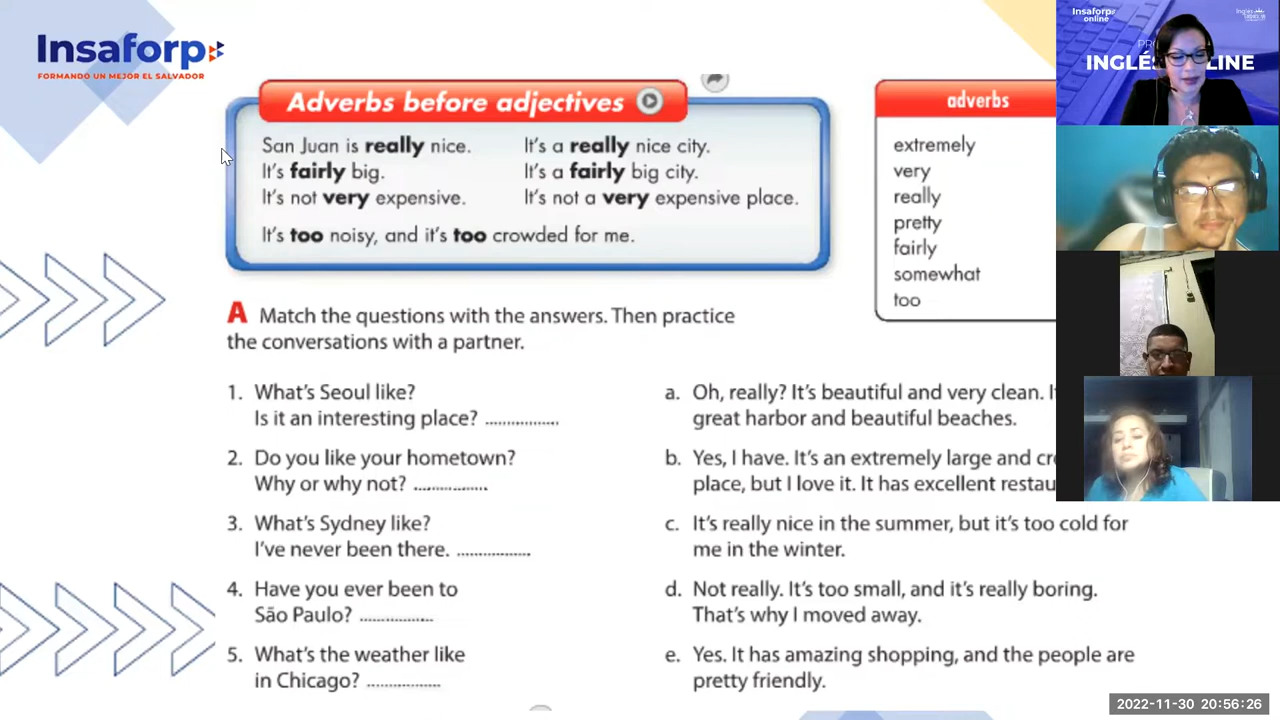 Insaforp
FORMANDO UN MEJOR EL SALVADOR
Adverbs before adjectives
San Juan is really nice.
It's fairly big.
It's not very expensive.
It's a really nice city.
It's a fairly big city.
It's not a very expensive place.
It's too noisy, and it's too crowded for me.
adverbs
extremely
very
really
pretty
fairly
somewhat
too
A Match the questions with the answers. Then practice
the conversations with a partner.
1. What's Seoul like?
Is it an interesting place? ..................
2. Do you like your hometown?
Why or why not? ..................
3. What's Sydney like?
I've never been there. ..................
4. Have you ever been to
São Paulo? ..................
5. What's the weather like
in Chicago? ..................
a. Oh, really? It's beautiful and very clean.
great harbor and beautiful beaches.
b. Yes, I have. It's an extremely large and
place, but I love it. It has excellent
c. It's really nice in the summer, but it's too cold for
me in the winter.
d. Not really. It's too small, and it's really boring.
That's why I moved away.
e. Yes. It has amazing shopping, and the people are
pretty friendly.
Insaforp
online
2022-11-30 20:56:26